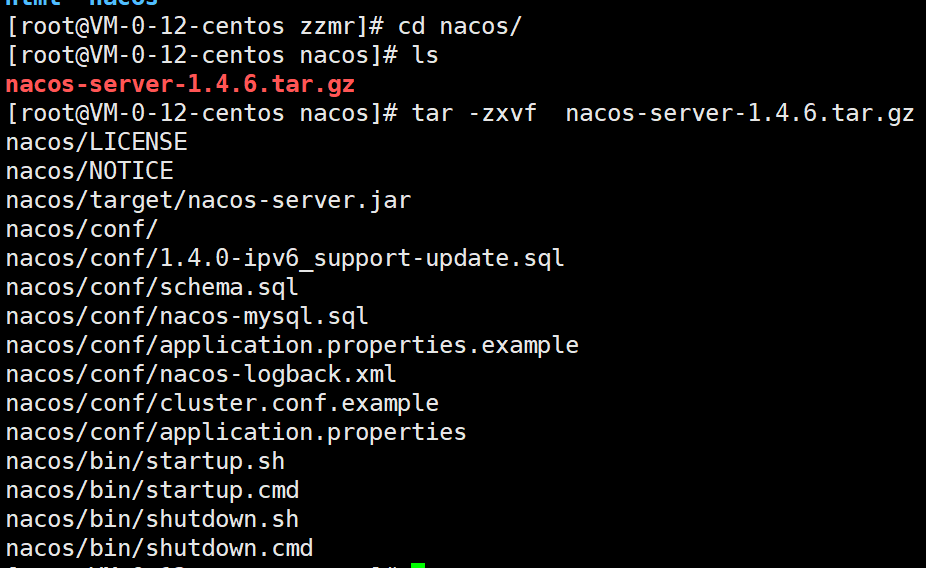 html nacos
[root@VM-0-12-centos zzmr]# cd nacos/
[root@VM-0-12-centos nacos]# ls
nacos-server-1.4.6.tar.gz
[root@VM-0-12-centos nacos]# tar -zxvf  nacos-server-1.4.6.tar.gz
nacos/LICENSE
nacos/NOTICE
nacos/target/nacos-server.jar
nacos/conf/
nacos/conf/1.4.0-ipv6_support-update.sql
nacos/conf/schema.sql
nacos/conf/nacos-mysql.sql
nacos/conf/application.properties.example
nacos/conf/nacos-logback.xml
nacos/conf/cluster.conf.example
nacos/conf/application.properties
nacos/bin/startup.sh
nacos/bin/startup.cmd
nacos/bin/shutdown.sh
nacos/bin/shutdown.cmd